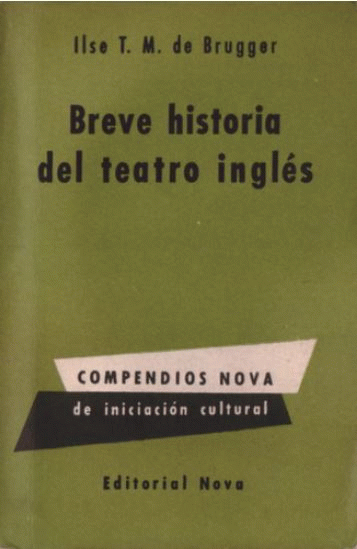 Ilse T. M. de Brugger
Breve historia
del teatro inglés
COMPENDIOS NOVA
de iniciación cultural
Editorial Nova